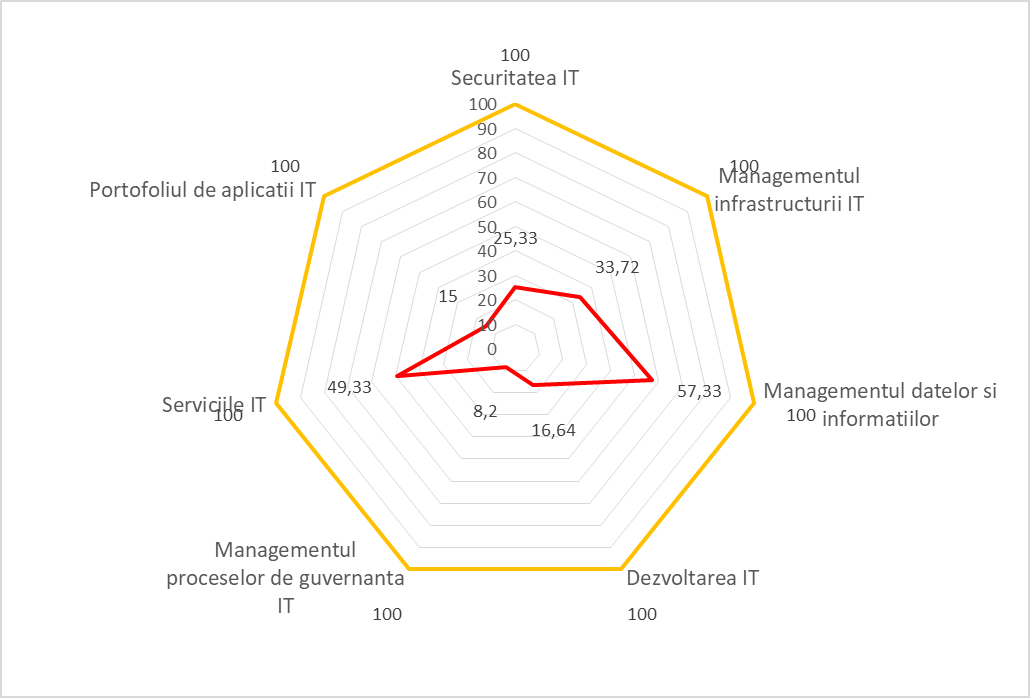 100
Securitatea IT
100
90
80
70
60
50
40
30
20
10
0
100
Managementul
infrastructurii IT
100
Portofoliul de aplicatii IT
25,33
33,72
15
49,33
57,33
8,2
16,64
Serviciile IT
100
Managementul datelor si
100 informatiilor
Managementul
proceselor de guvernanta
IT
100
Dezvoltarea IT
100